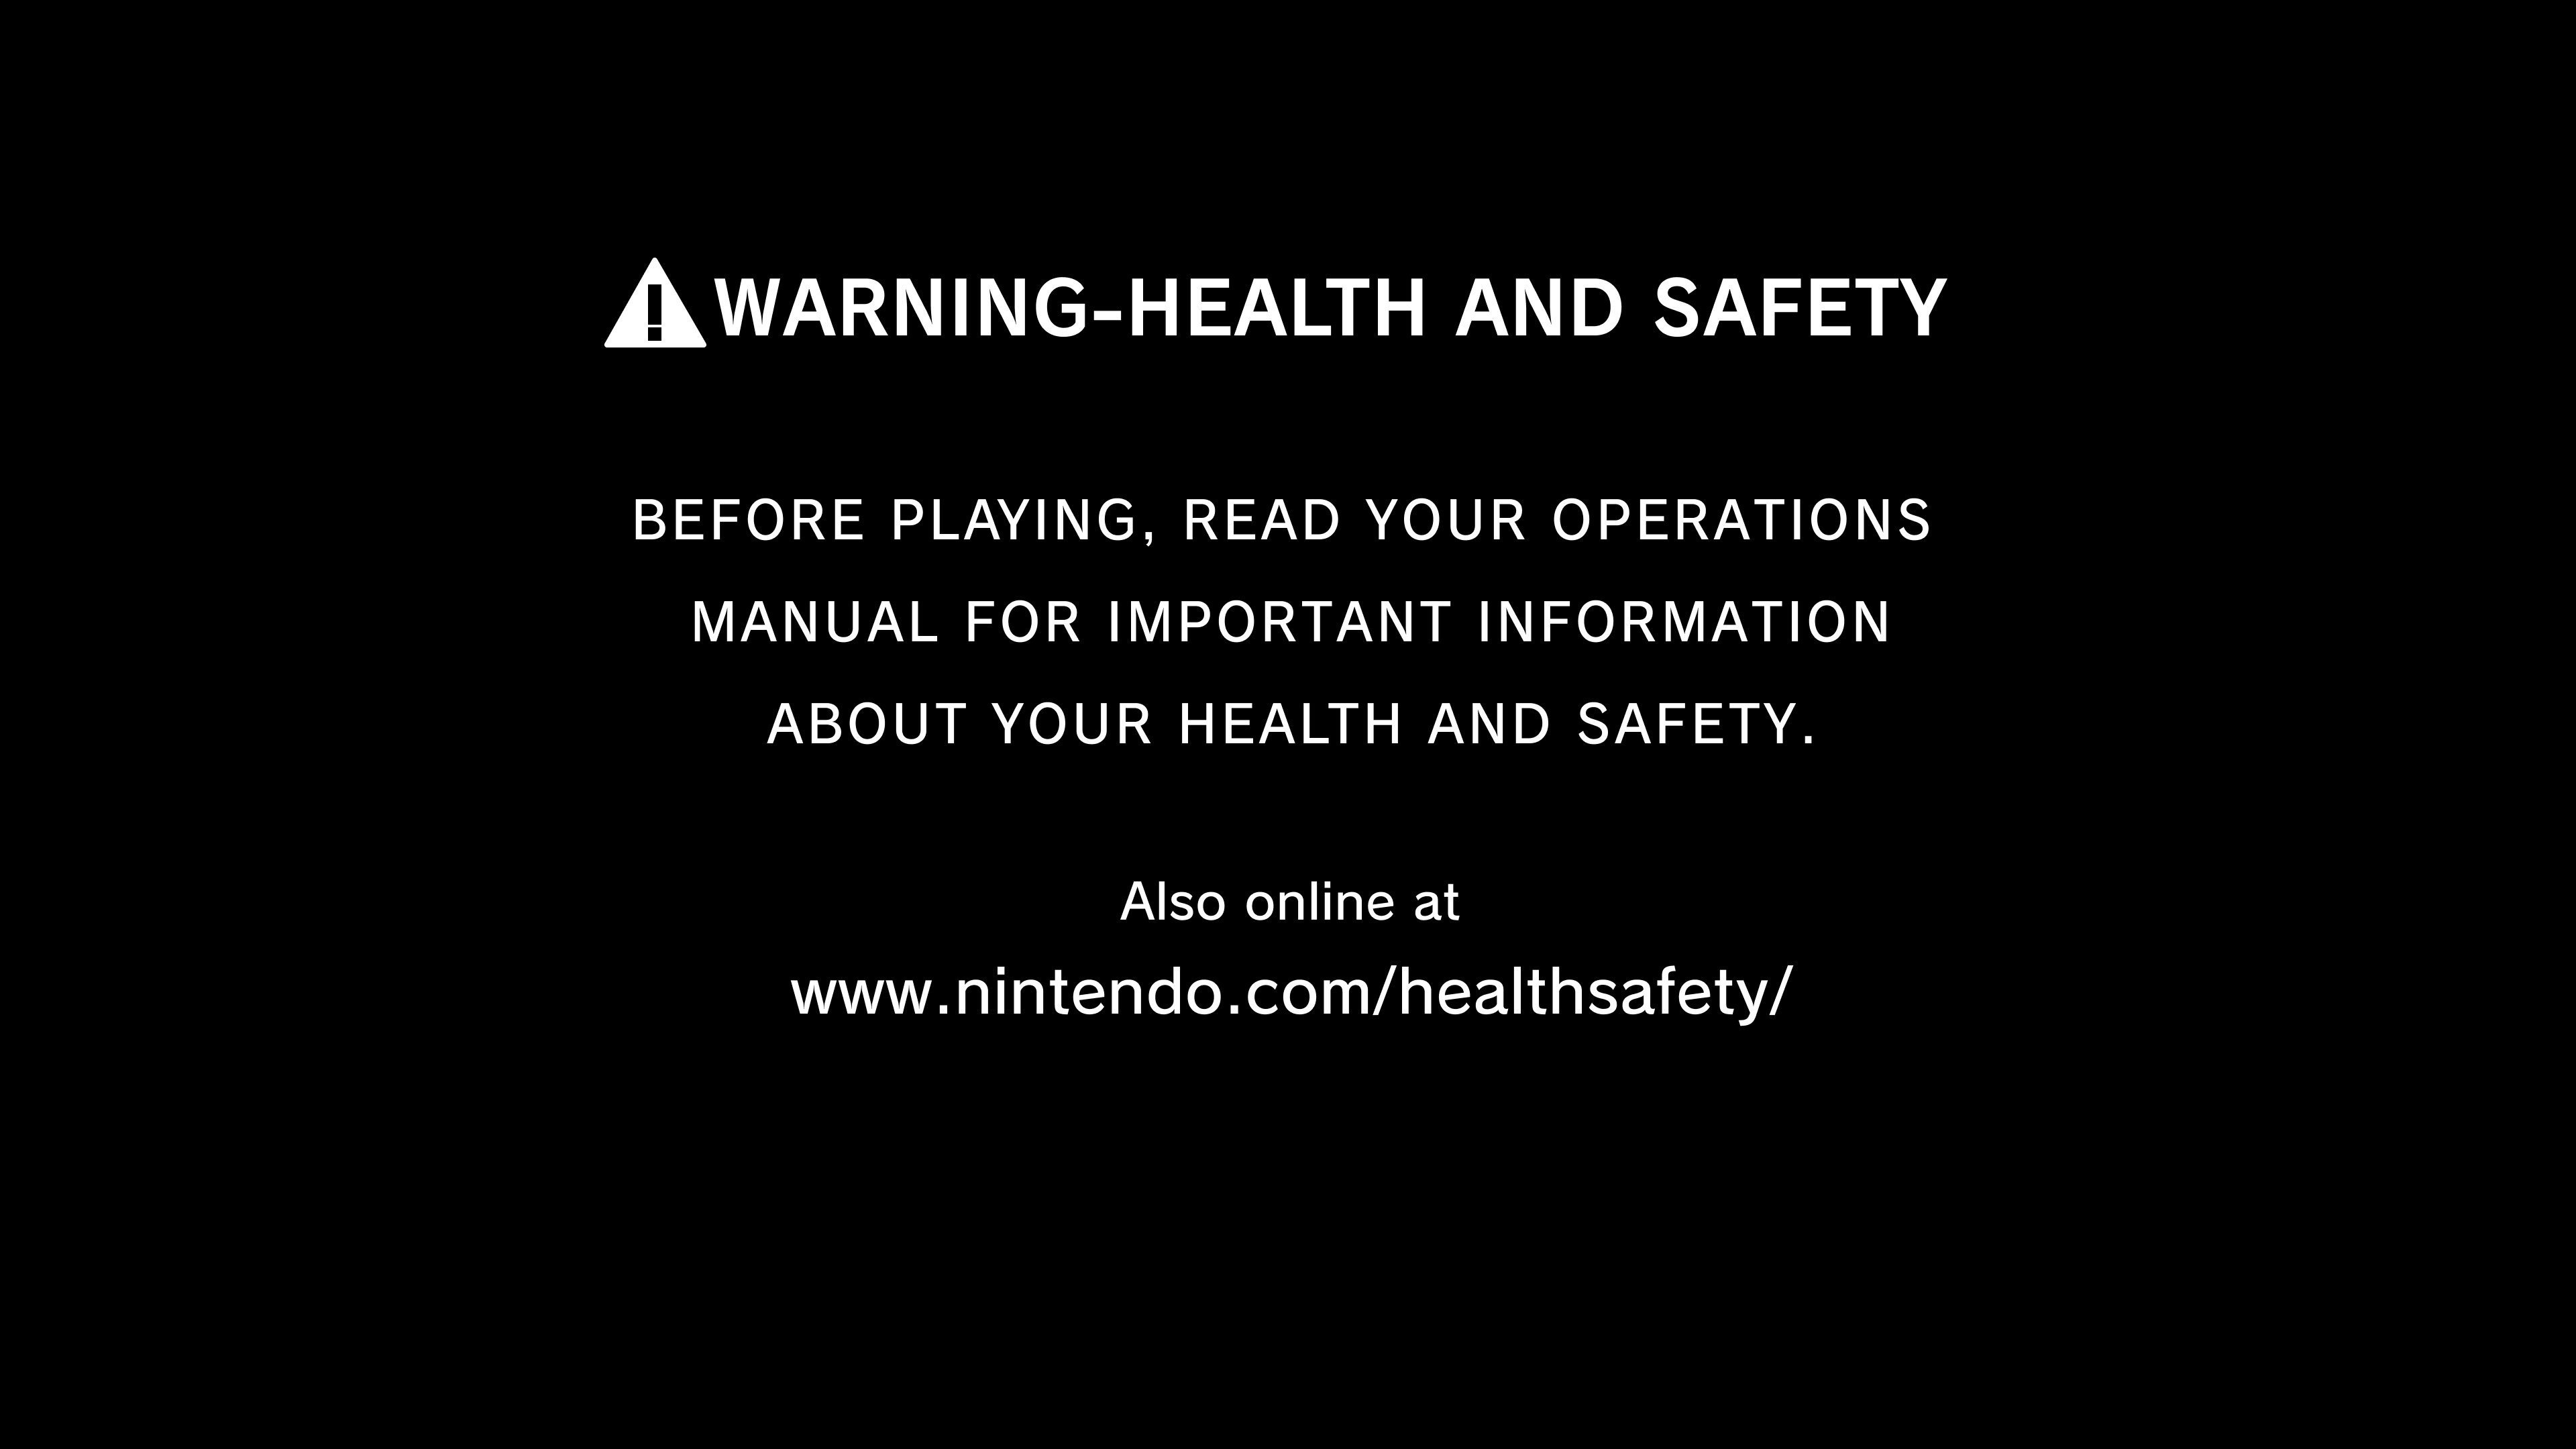 WARNING-HEALTH AND SAFETY
BEFORE PLAYING, READ YOUR OPERATIONS
MANUAL FOR IMPORTANT INFORMATION
ABOUT YOUR HEALTH AND SAFETY.
Also online at
www.nintendo.com/healthsafety/